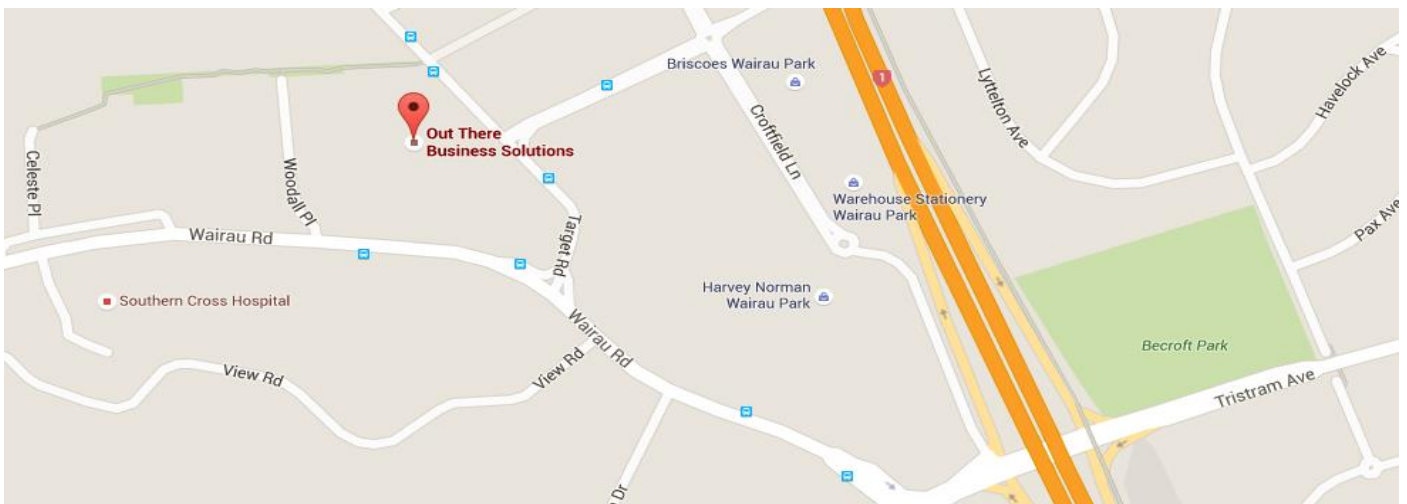 Briscoes Wairau Park
1
Lyttelton Ave
Havelock Ave
Out There
Business Solutions
Croftfield Ln
Celeste Pl
Woodall Pl
Warehouse Stationery
Wairau Park
Pax Ave
Wairau Rd
Target Rd
Southern Cross Hospital
Harvey Norman
Wairau Park
Wairau Rd
Becroft Park
View Rd
View Rd
Tristram Ave
Dr